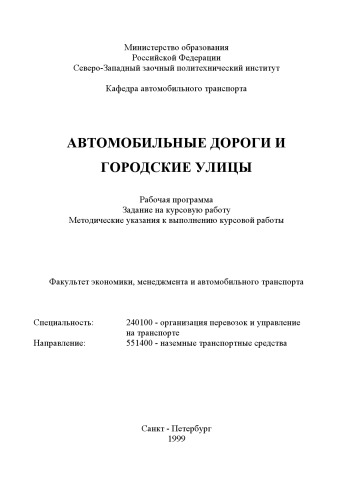 Министерство образования
Российской Федерации
Северо-Западный заочный политехнический институт
Кафедра автомобильного транспорта
АВТОМОБИЛЬНЫЕ ДОРОГИ И
ГОРОДСКИЕ УЛИЦЫ
Рабочая программа
Задание на курсовую работу
Методические указания к выполнению курсовой работы
Факультет экономики, менеджмента и автомобильного транспорта
Специальность: 240100 - организация перевозок и управление
на транспорте
Направление: 551400 - наземные транспортные средства
Санкт - Петербург
1999